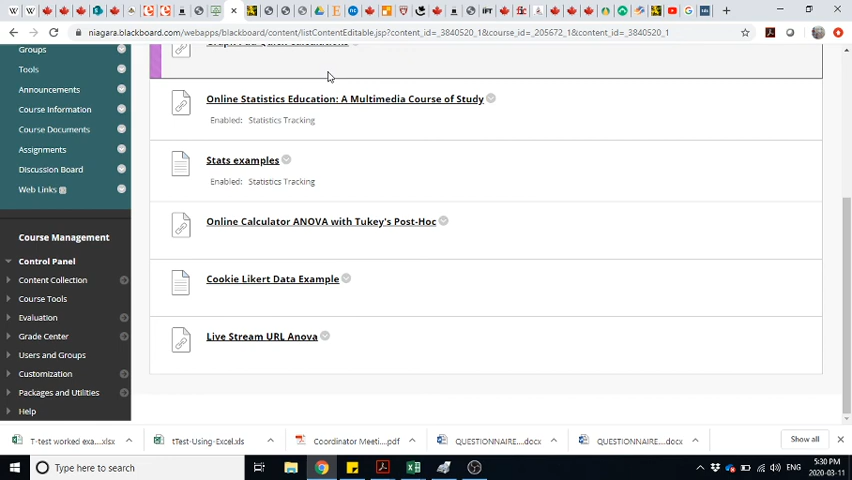 niagara.blackboard.com/webapps/blackboard/content/listContentEditable.jsp?content_id=_3840520_1&course_id=_205672_1&content_id=_3840520_1
Groups
Tools
Announcements
Course Information
Course Documents
Assignments
Discussion Board
Web Links
Course Management
Control Panel
Content Collection
Course Tools
Evaluation
Grade Center
Users and Groups
Customization
Packages and Utilities
Help
Online Statistics Education: A Multimedia Course of Study
Enabled: Statistics Tracking
Stats examples
Enabled: Statistics Tracking
Online Calculator ANOVA with Tukey's Post-Hoc
Cookie Likert Data Example
Live Stream URL Anova
T-test worked exa....xlsx
tTest-Using-Excel.xls
Coordinator Meeti....pdf
QUESTIONNAIRE....docx
QUESTIONNAIRE....docx
Show all
Type here to search
ENG
5:30 PM
2020-03-11